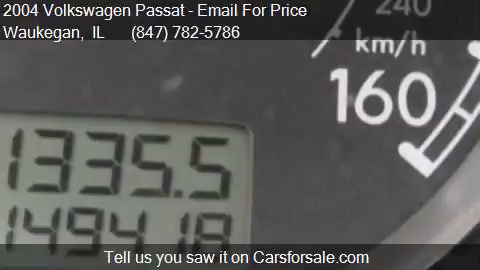 2004 Volkswagen Passat - Email For Price
Waukegan, IL (847) 782-5786
240
km/h
160
1335.5
149418
Tell us you saw it on Carsforsale.com